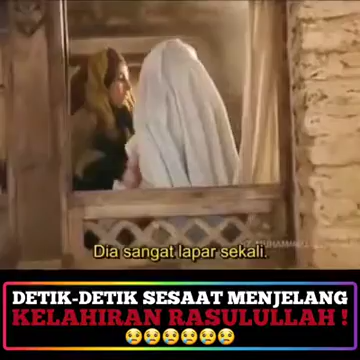 Dia sangat lapar sekali.
DETIK-DETIK SESAAT MENJELANG
KELAHIRAN RASULULLAH !